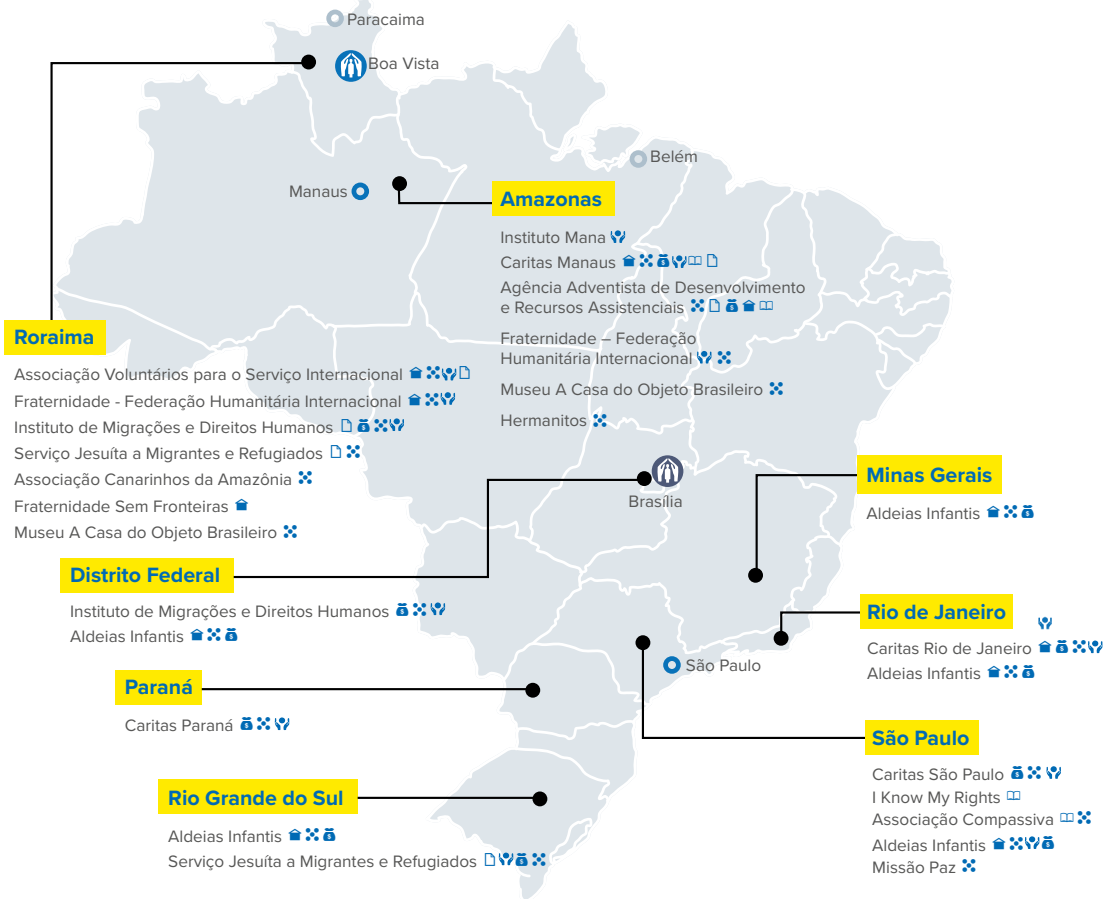 Paracaima
Boa Vista
Belém
Manaus
Amazonas
Instituto Mana
Caritas Manaus
Agência Adventista de Desenvolvimento
e Recursos Assistenciais
Fraternidade – Federação
Humanitária Internacional
Museu A Casa do Objeto Brasileiro
Hermanitos
Roraima
Associação Voluntários para o Serviço Internacional
Fraternidade - Federação Humanitária Internacional
Instituto de Migrações e Direitos Humanos
Serviço Jesuíta a Migrantes e Refugiados
Associação Canarinhos da Amazônia
Fraternidade Sem Fronteiras
Museu A Casa do Objeto Brasileiro
Brasília
Minas Gerais
Aldeias Infantis
Distrito Federal
Instituto de Migrações e Direitos Humanos
Aldeias Infantis
Rio de Janeiro
Caritas Rio de Janeiro
Aldeias Infantis
São Paulo
Paraná
Caritas Paraná
São Paulo
Caritas São Paulo
I Know My Rights
Associação Compassiva
Aldeias Infantis
Missão Paz
Rio Grande do Sul
Aldeias Infantis
Serviço Jesuíta a Migrantes e Refugiados